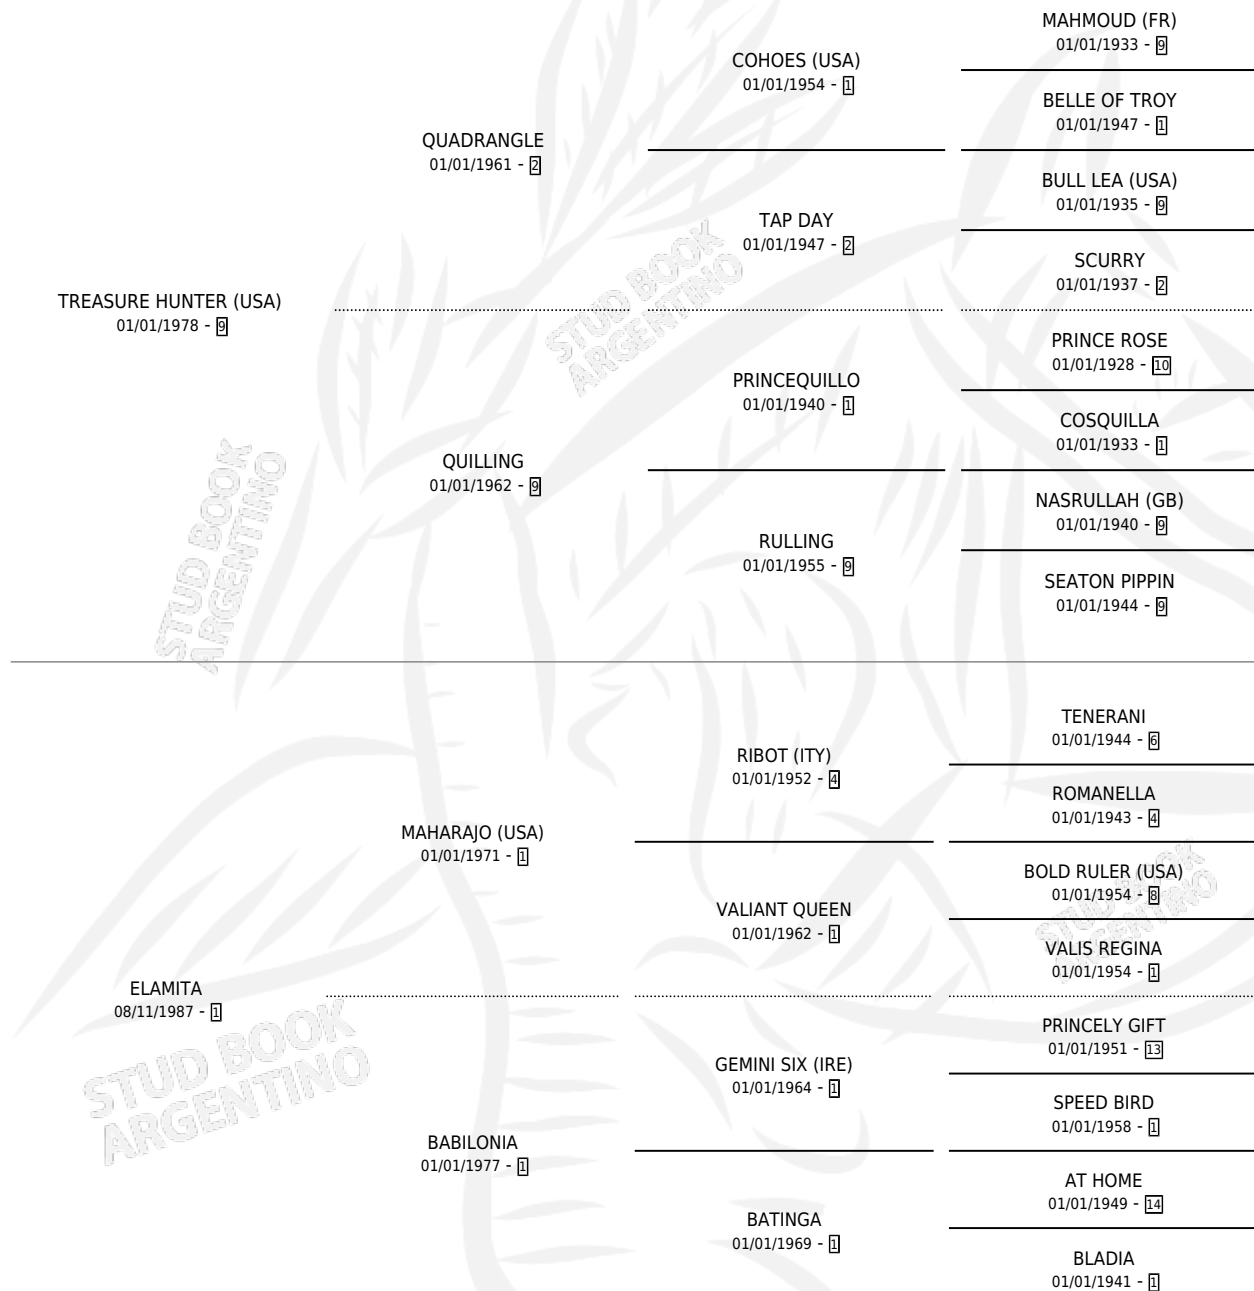 MAHMOUD (FR)
01/01/1933 - 9
COHOES (USA)
01/01/1954 - 1
BELLE OF TROY
01/01/1947 - 1
QUADRANGLE
01/01/1961 - 2
BULL LEA (USA)
01/01/1935 - 9
TAP DAY
01/01/1947 - 2
SCURRY
01/01/1937 - 2
TREASURE HUNTER (USA)
01/01/1978 - 9
PRINCE ROSE
01/01/1928 - 10
PRINCEQUILLO
01/01/1940 - 1
COSQUILLA
01/01/1933 - 1
QUILLING
01/01/1962 - 9
NASRULLAH (GB)
01/01/1940 - 9
RULLING
01/01/1955 - 9
SEATON PIPPIN
01/01/1944 - 9
TENERANI
01/01/1944 - 6
RIBOT (ITY)
01/01/1952 - 4
ROMANELLA
01/01/1943 - 4
MAHARAJO (USA)
01/01/1971 - 1
BOLD RULER (USA)
01/01/1954 - 8
VALIANT QUEEN
01/01/1962 - 1
VALIS REGINA
01/01/1954 - 1
ELAMITA
08/11/1987 - 1
PRINCELY GIFT
01/01/1951 - 13
GEMINI SIX (IRE)
01/01/1964 - 1
SPEED BIRD
01/01/1958 - 1
BABILONIA
01/01/1977 - 1
AT HOME
01/01/1949 - 14
BATINGA
01/01/1969 - 1
BLADIA
01/01/1941 - 1
STUD BOOK
ARGENTINO
STUD BOOK
ARGENTINO
STUD BOOK
ARGENTINO
STUD BOOK
ARGENTINO